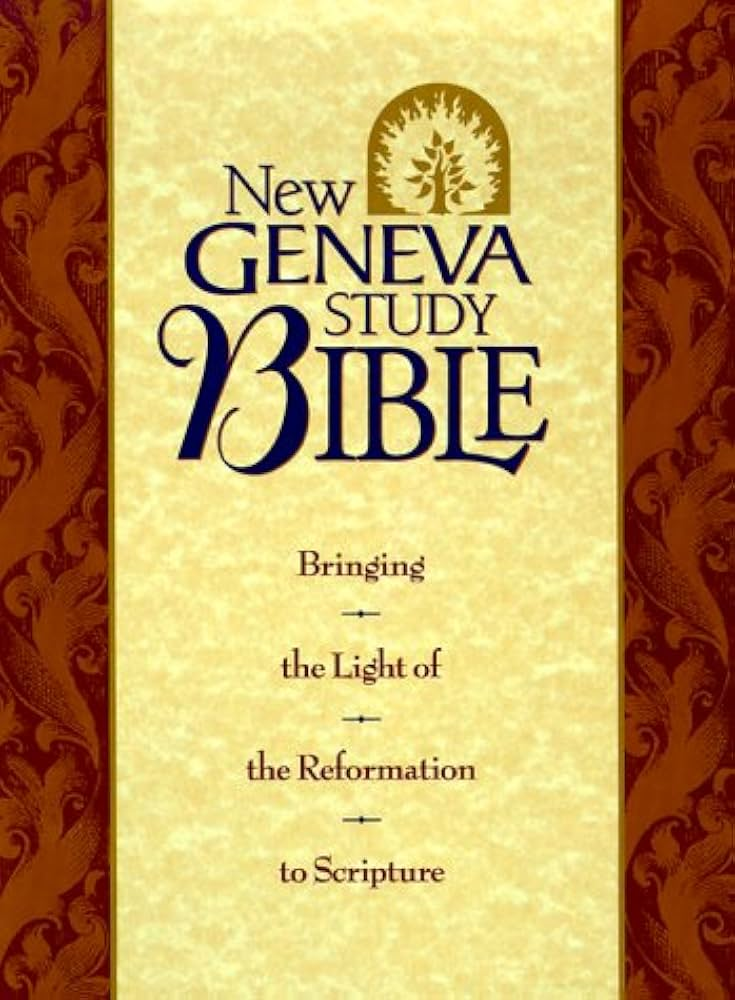 New
GENEVA
STUDY
BIBLE
Bringing
the Light of
the Reformation
to Scripture